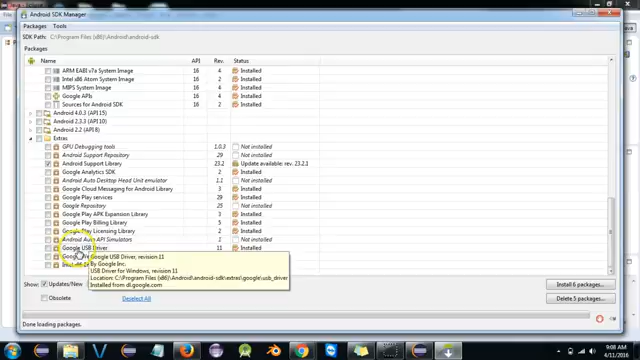 Android SDK Manager
Packages Tools
SDK Path: C:\Program Files (x86)\Android\android-sdk
Packages
Name API Rev. Status
ARM EABI v7a System Image 16 4 Installed
Intel x86 Atom System Image 16 2 Installed
MIPS System Image 16 4 Installed
Google APIs 16 4 Installed
Sources for Android SDK 16 2 Installed
Android 4.0.3 (API 15)
Android 2.3.3 (API 10)
Android 2.2 (API 8)
Extras
GPU Debugging tools 1.0.3 Not installed
Android Support Repository 29 Not installed
Android Support Library 23.2 Update available: rev. 23.2.1
Google Analytics SDK 2 Installed
Android Auto Desktop Head Unit emulator 1.1 Not installed
Google Cloud Messaging for Android Library 3 Installed
Google Play services 29 Installed
Google Repository 25 Not installed
Google Play APK Expansion Library 3 Installed
Google Play Billing Library 5 Installed
Google Play Licensing Library 2 Installed
Android Auto API Simulators 1 Not installed
Google USB Driver 11 Installed
Google USB Driver, revision 11
By Google Inc.
USB Driver for Windows, revision 11
Location: C:\Program Files (x86)\Android\android-sdk\extras\google\usb_driver
Installed from dl.google.com
Show: Updates/New
Install 6 packages...
Obsolete Deselect All
Delete 5 packages...
Done loading packages.
9:08 AM
4/11/2016